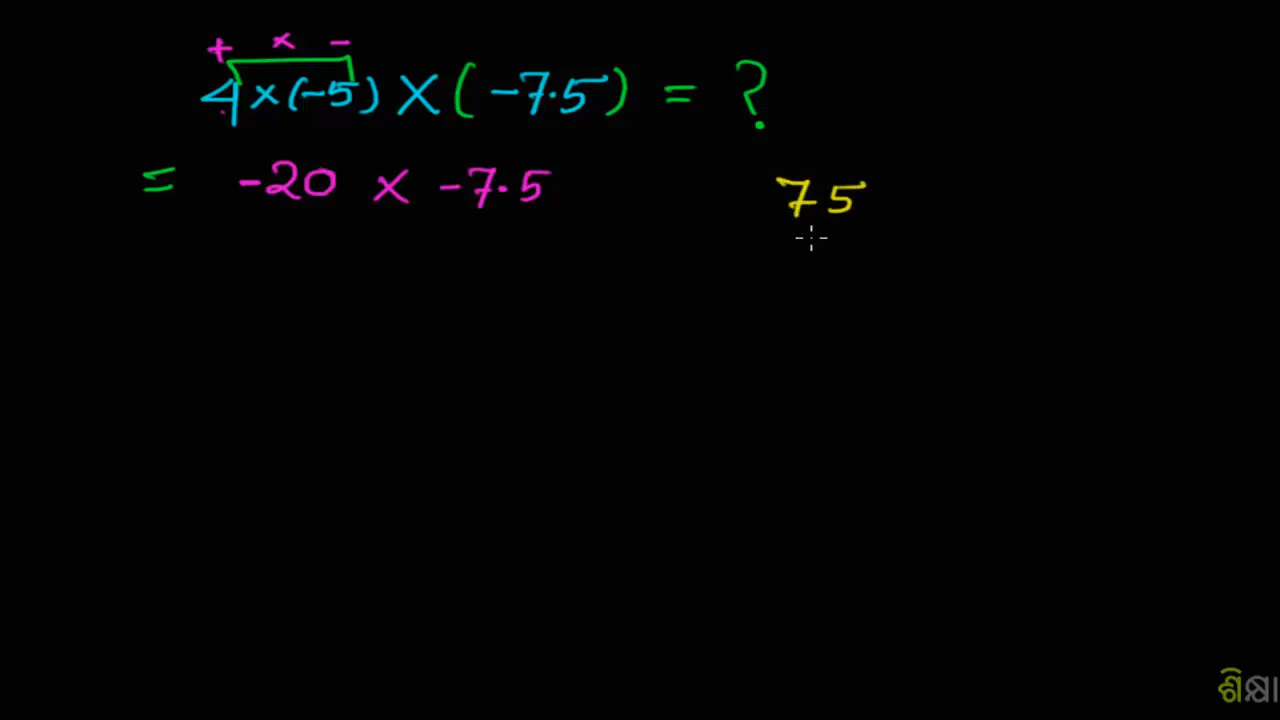 + × -
4×(-5) × (-7.5) = ?
= -20 × -7.5
75
ଶିକ୍ଷା